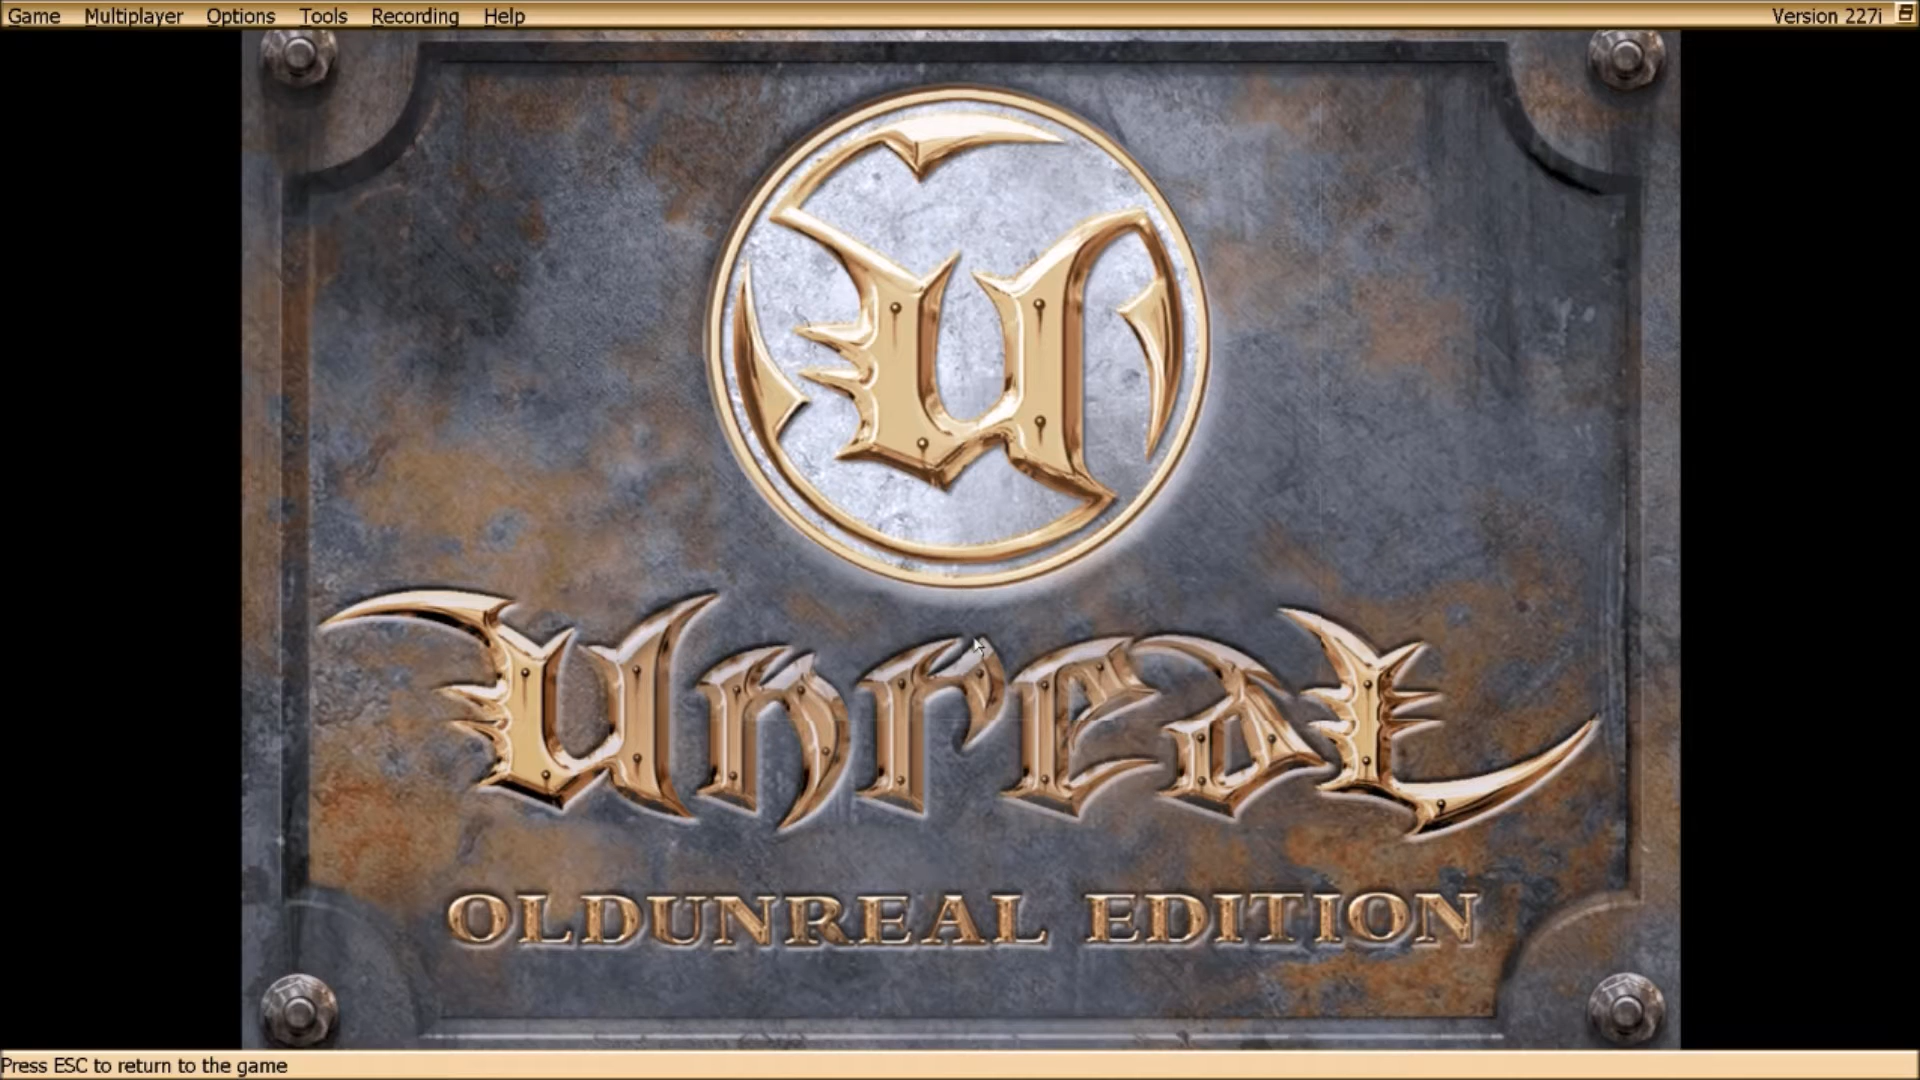 Game Multiplayer Options Tools Recording Help Version 227i
U
Unreal
OLDUNREAL EDITION
Press ESC to return to the game